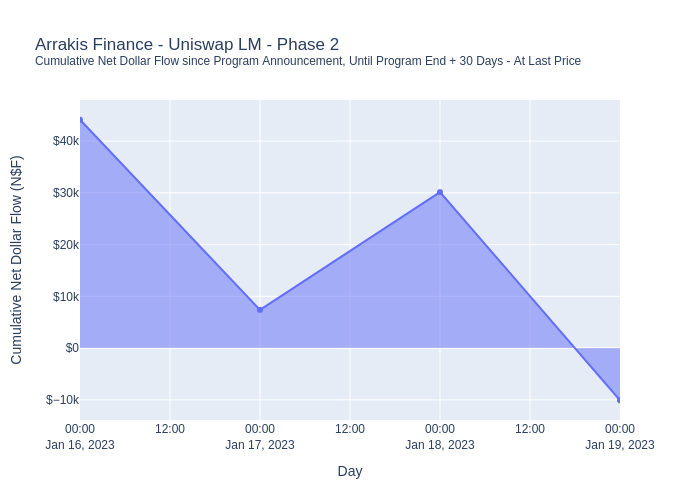 Arrakis Finance - Uniswap LM - Phase 2
Cumulative Net Dollar Flow since Program Announcement, Until Program End + 30 Days - At Last Price
Cumulative Net Dollar Flow (N$F)
$40k
$30k
$20k
$10k
$0
$−10k
00:00 12:00 00:00 12:00 00:00 12:00 00:00
Jan 16, 2023 Jan 17, 2023 Jan 18, 2023 Jan 19, 2023
Day